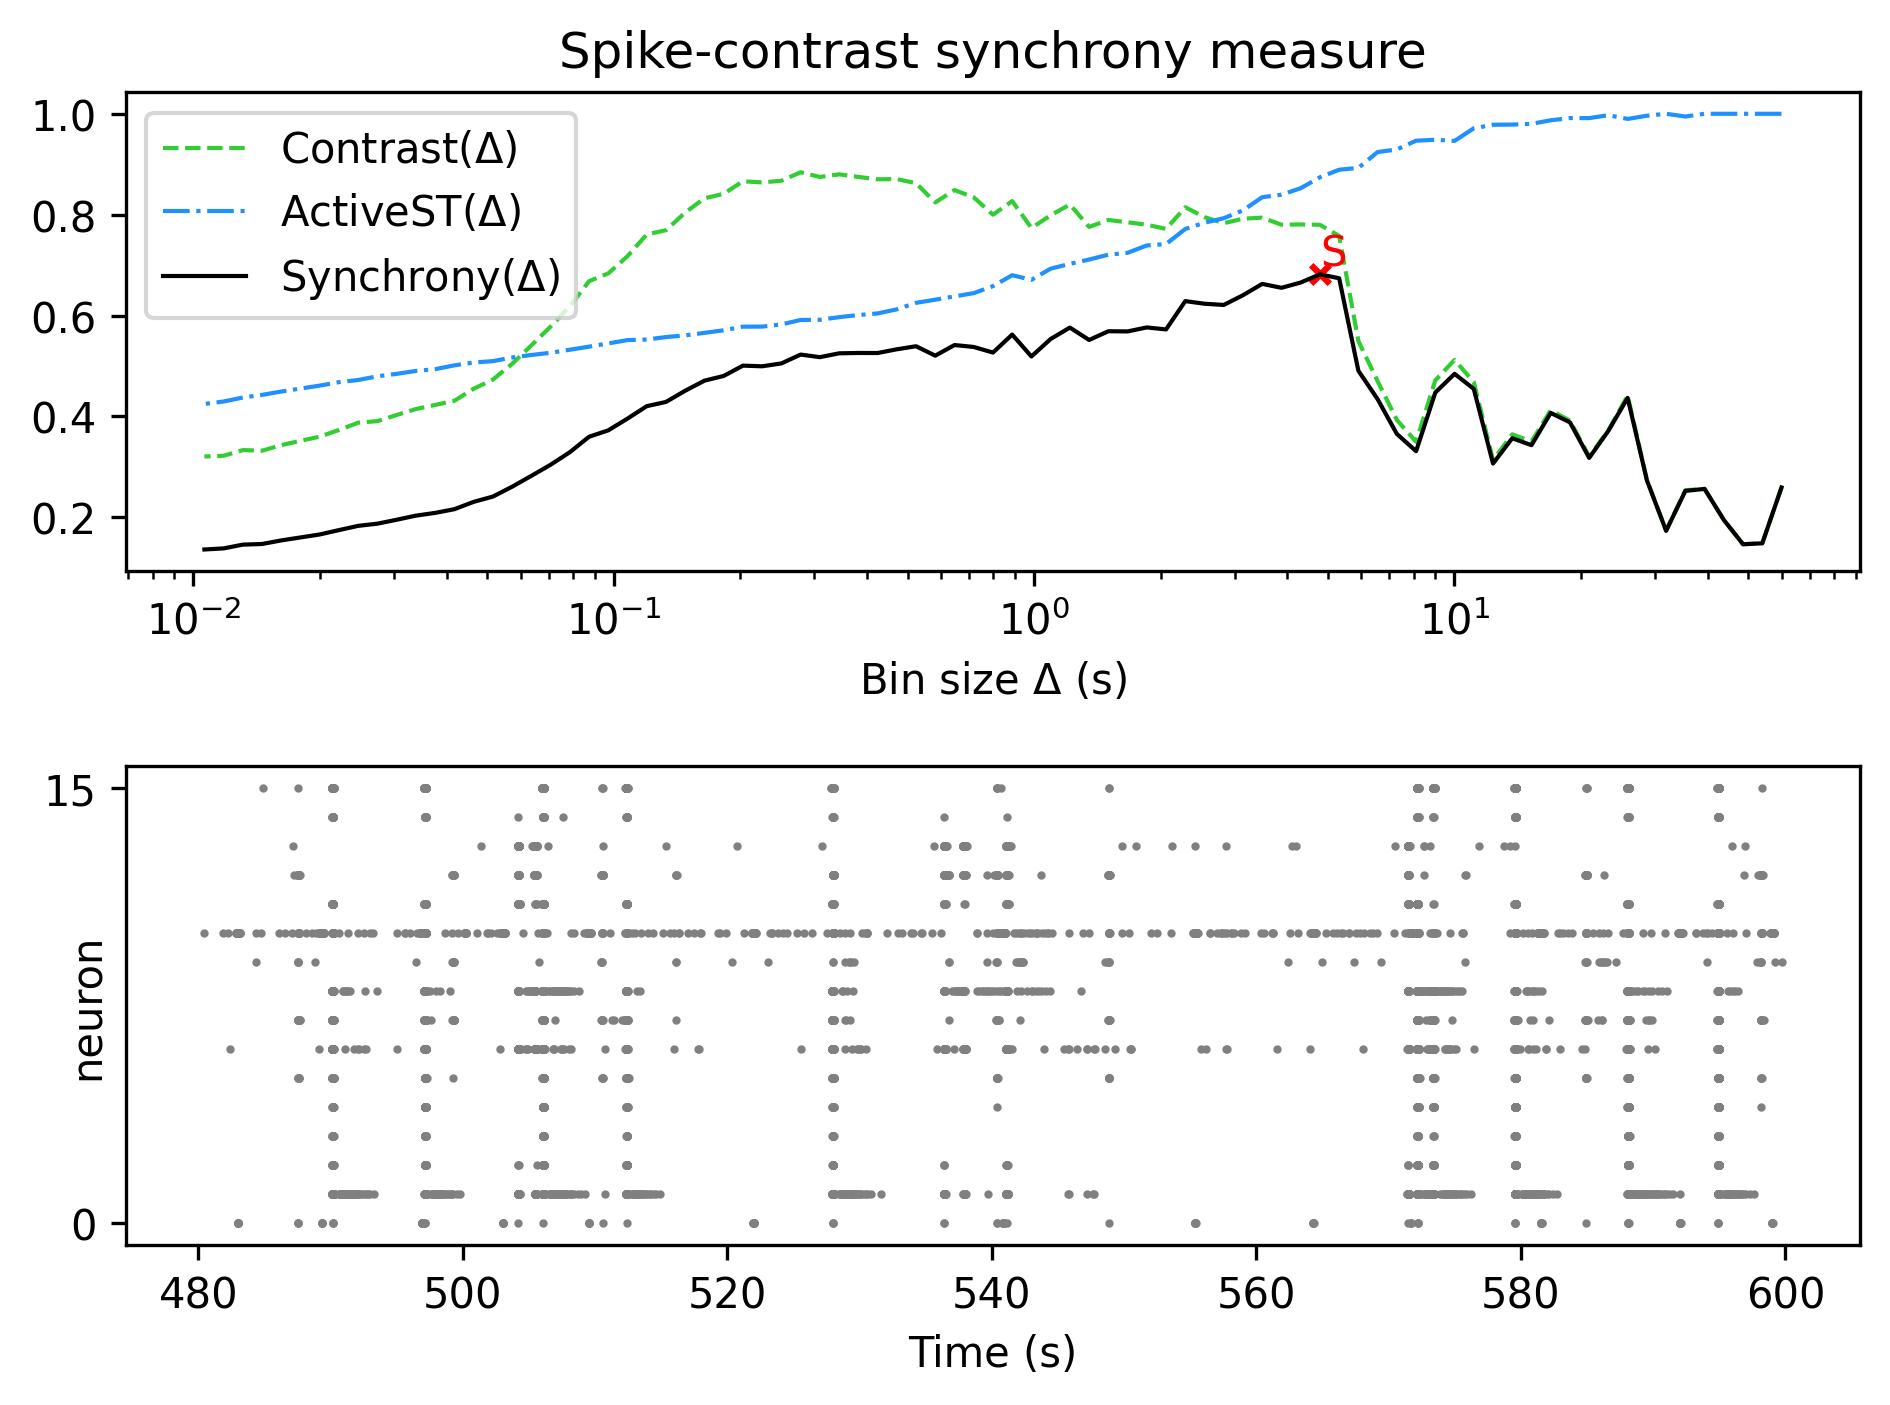 Spike-contrast synchrony measure
1.0
0.8
0.6
0.4
0.2
Contrast(Δ)
ActiveST(Δ)
Synchrony(Δ)
S
10⁻² 10⁻¹ 10⁰ 10¹
Bin size Δ (s)
15
0
neuron
480 500 520 540 560 580 600
Time (s)